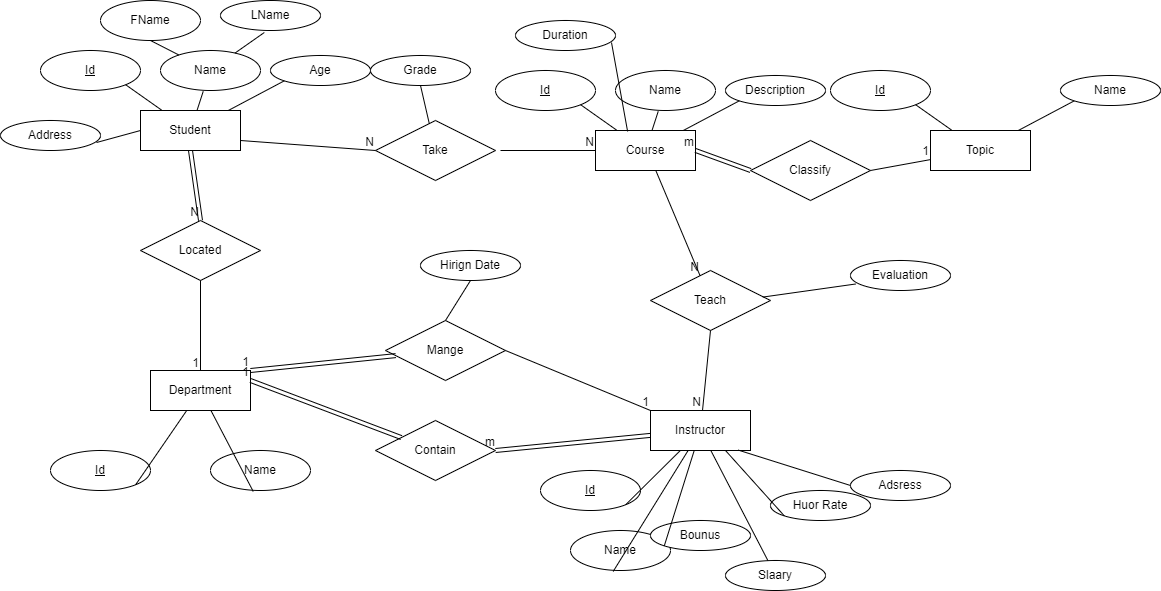 LName
FName
Duration
Id
Name
Age
Grade
Id
Name
Description
Id
Name
Address
Student
N
Take
N
Course
m
Classify
1
Topic
N
Located
Hirign Date
N
Teach
Evaluation
1
1
1
Mange
Department
1
N
Instructor
Contain
m
Id
Name
Id
Name
Bounus
Slaary
Huor Rate
Adsress